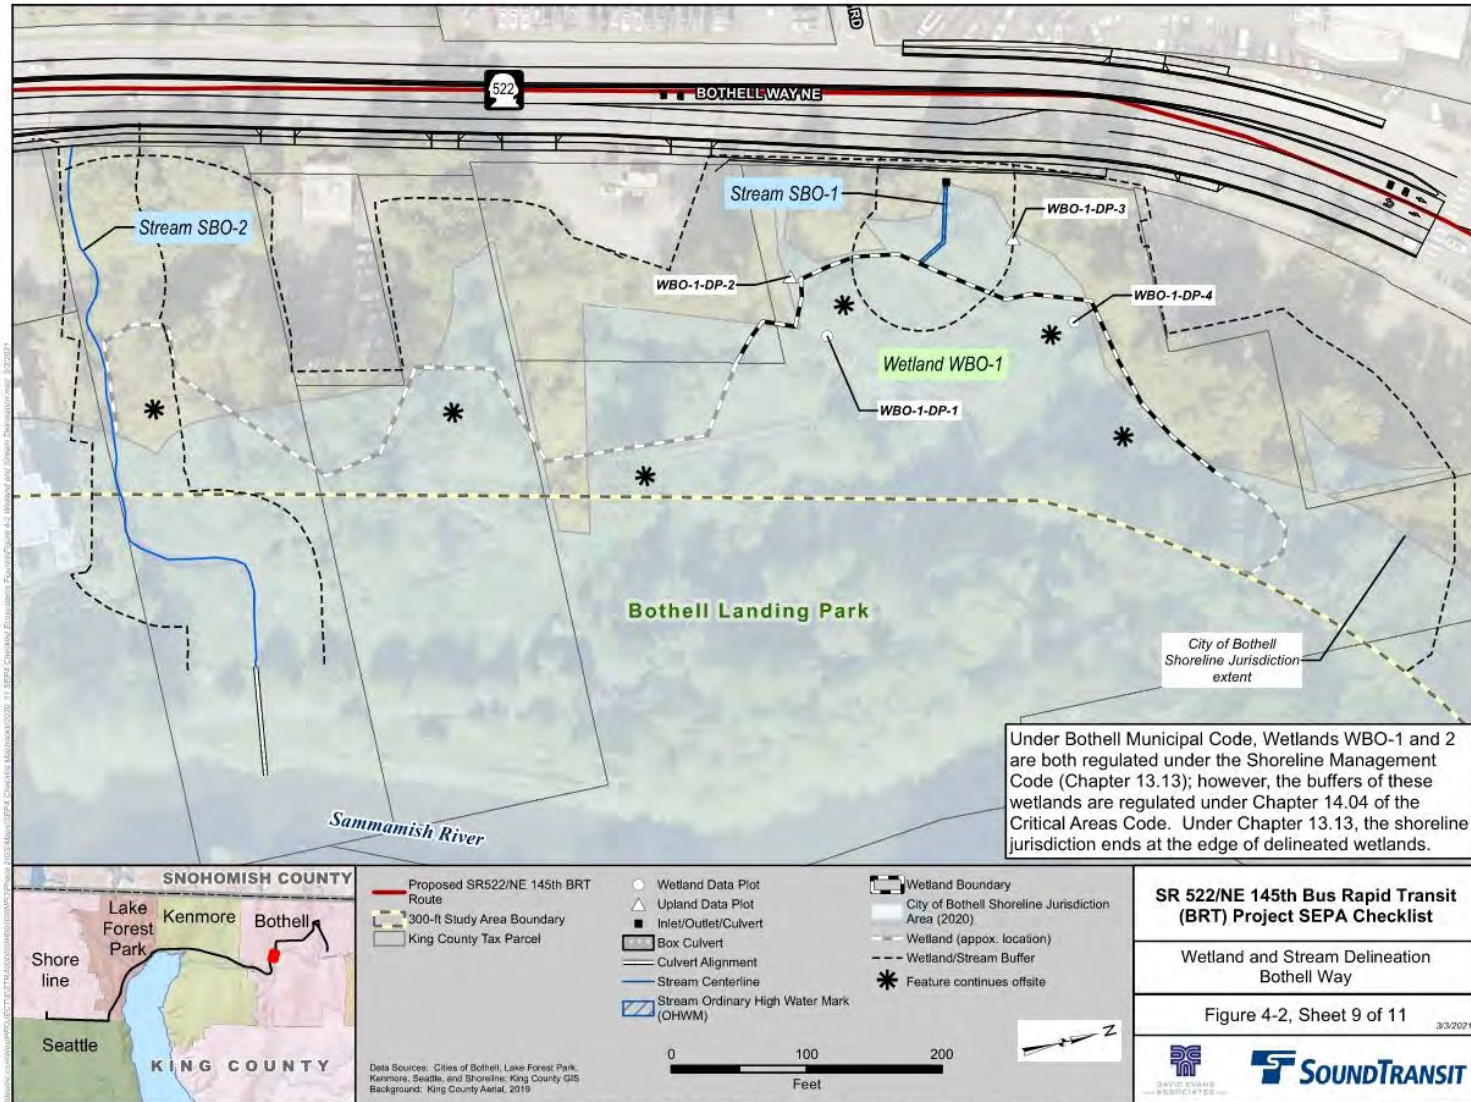 RD
522
BOTHELL WAY NE
Stream SBO-2
Stream SBO-1
WBO-1-DP-3
WBO-1-DP-2
WBO-1-DP-4
Wetland WBO-1
WBO-1-DP-1
Bothell Landing Park
City of Bothell
Shoreline Jurisdiction
extent
Under Bothell Municipal Code, Wetlands WBO-1 and 2
are both regulated under the Shoreline Management
Code (Chapter 13.13); however, the buffers of these
wetlands are regulated under Chapter 14.04 of the
Critical Areas Code. Under Chapter 13.13, the shoreline
jurisdiction ends at the edge of delineated wetlands.
Sammamish River
SNOHOMISH COUNTY
Lake
Forest
Park
Kenmore
Bothell
Shore
line
Seattle
KING COUNTY
Proposed SR522/NE 145th BRT
Route
300-ft Study Area Boundary
King County Tax Parcel
Wetland Data Plot
Upland Data Plot
Inlet/Outlet/Culvert
Box Culvert
Culvert Alignment
Stream Centerline
Stream Ordinary High Water Mark
(OHWM)
Wetland Boundary
City of Bothell Shoreline Jurisdiction
Area (2020)
Wetland (appox. location)
Wetland/Stream Buffer
Feature continues offsite
Data Sources: Cities of Bothell, Lake Forest Park,
Kenmore, Seattle, and Shoreline; King County GIS
Background: King County Aerial, 2019
0 100 200
Feet
N
SR 522/NE 145th Bus Rapid Transit
(BRT) Project SEPA Checklist
Wetland and Stream Delineation
Bothell Way
Figure 4-2, Sheet 9 of 11
3/3/2021
DAVID EVANS
AND ASSOCIATES INC.
SOUNDTRANSIT